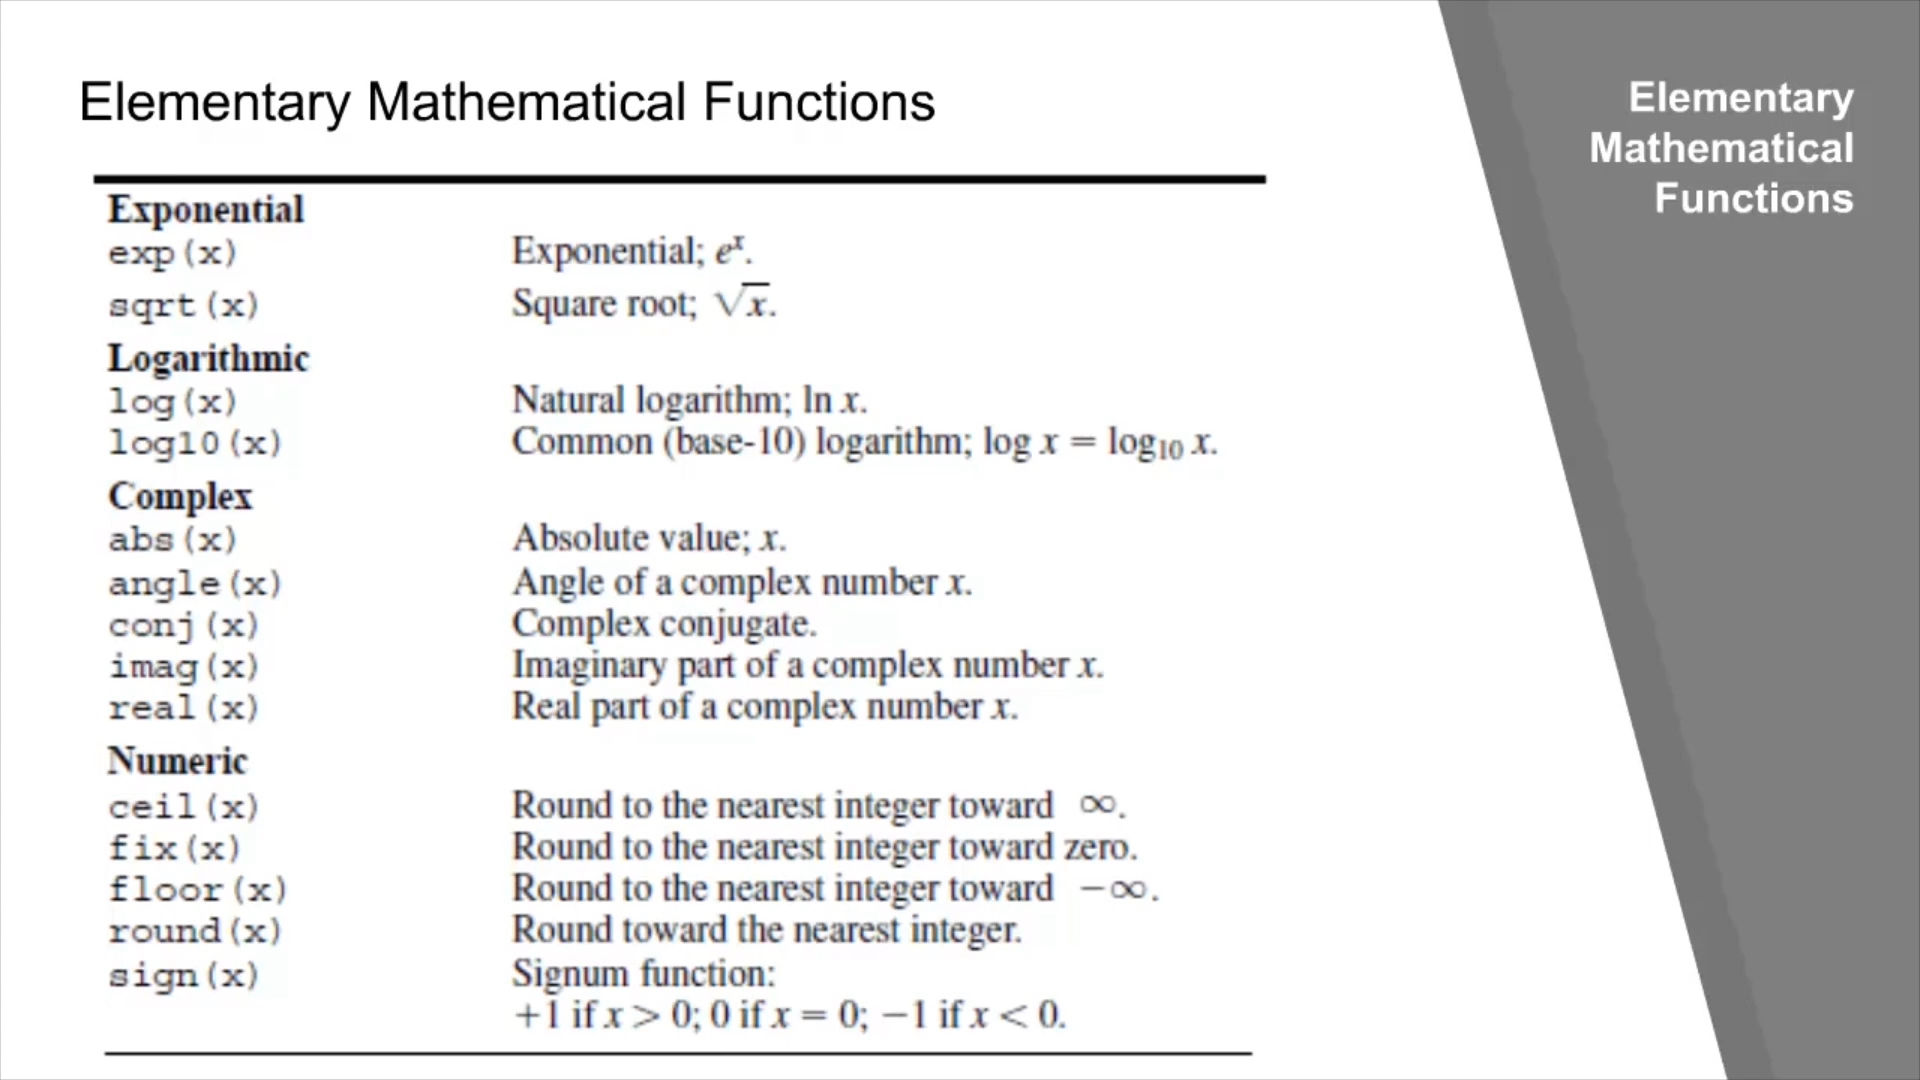 Elementary Mathematical Functions
Elementary
Mathematical
Functions
Exponential
exp(x) Exponential; eˣ.
sqrt(x) Square root; √x.
Logarithmic
log(x) Natural logarithm; ln x.
log10(x) Common (base-10) logarithm; log x = log₁₀ x.
Complex
abs(x) Absolute value; x.
angle(x) Angle of a complex number x.
conj(x) Complex conjugate.
imag(x) Imaginary part of a complex number x.
real(x) Real part of a complex number x.
Numeric
ceil(x) Round to the nearest integer toward ∞.
fix(x) Round to the nearest integer toward zero.
floor(x) Round to the nearest integer toward −∞.
round(x) Round toward the nearest integer.
sign(x) Signum function:
+1 if x > 0; 0 if x = 0; −1 if x < 0.